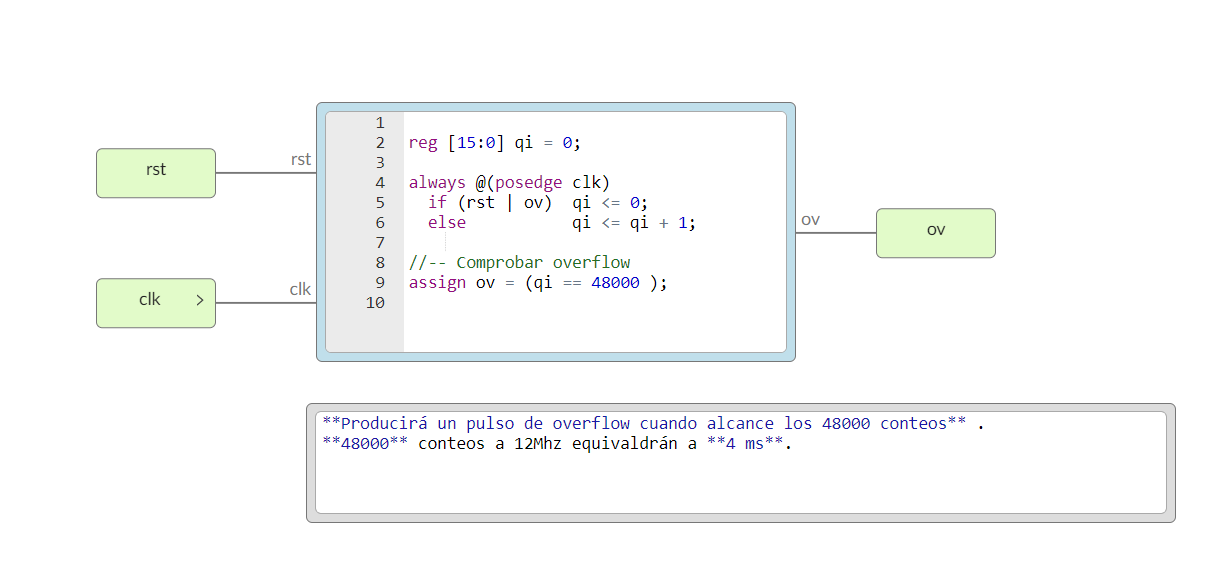 rst
rst
clk >
clk
1
2 reg [15:0] qi = 0;
3
4 always @(posedge clk)
5 if (rst | ov) qi <= 0;
6 else qi <= qi + 1;
7
8 //-- Comprobar overflow
9 assign ov = (qi == 48000 );
10
ov
ov
**Producirá un pulso de overflow cuando alcance los 48000 conteos** .
**48000** conteos a 12Mhz equivaldrán a **4 ms**.